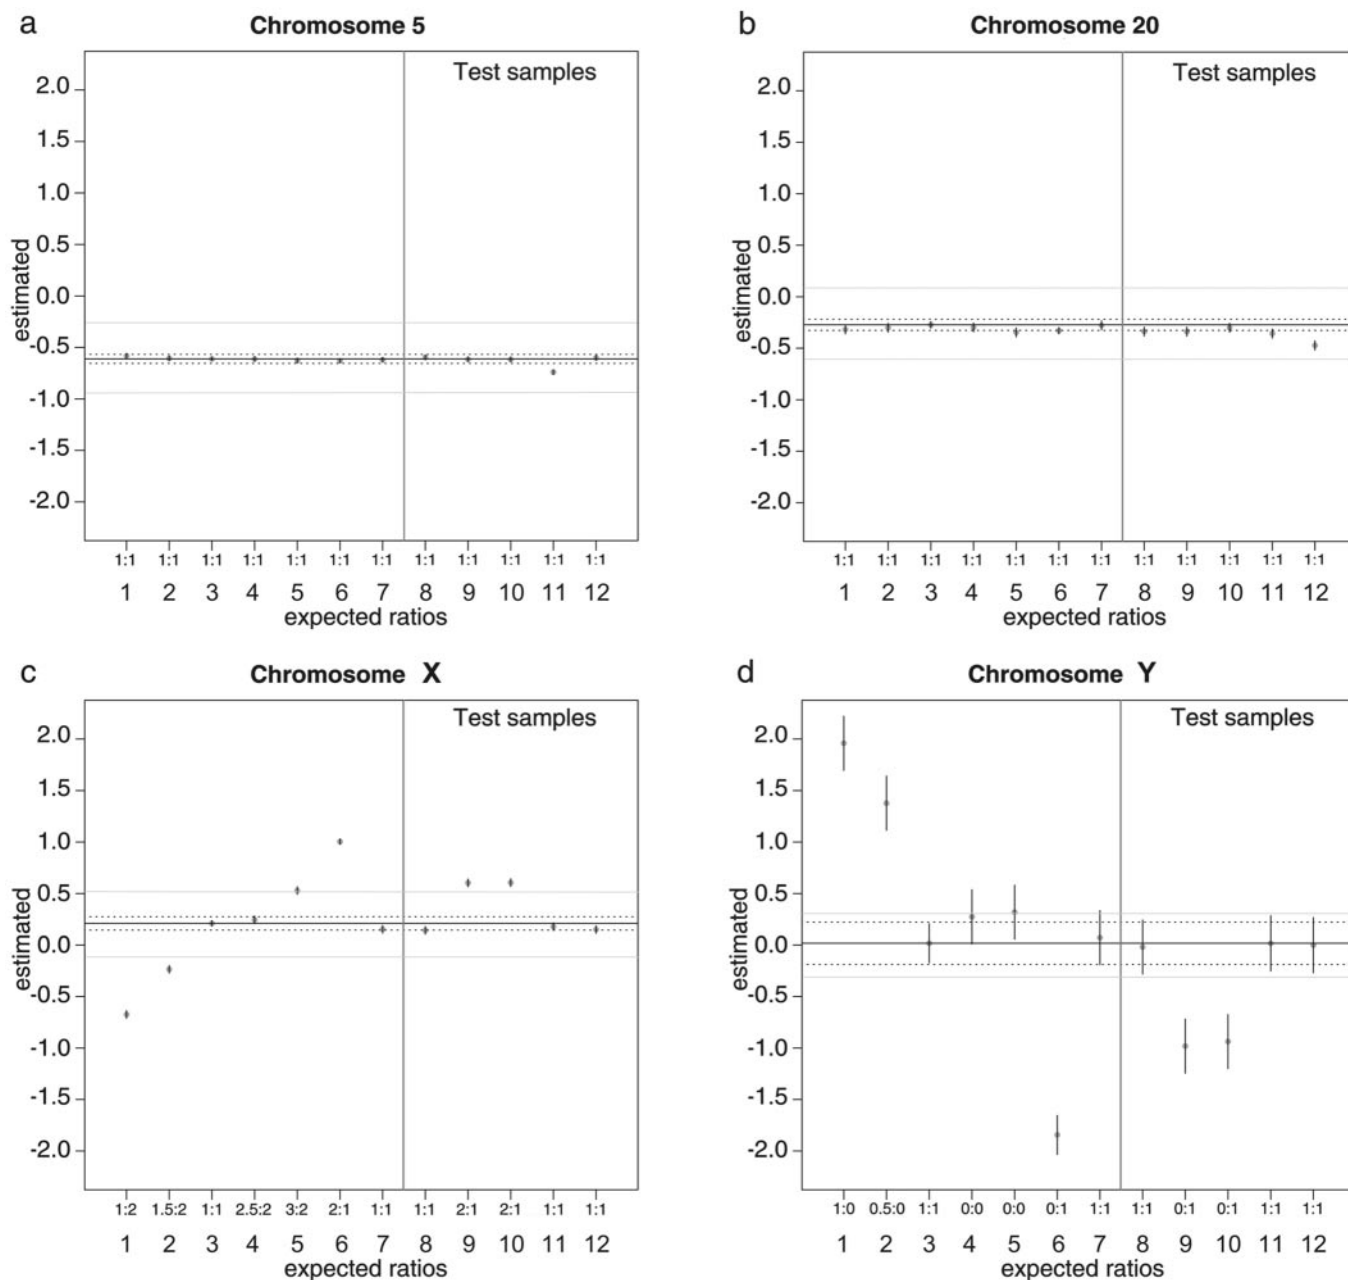 a
Chromosome 5
Test samples
2.0
1.5
1.0
0.5
0.0
-0.5
-1.0
-1.5
-2.0
estimated
1:1 1:1 1:1 1:1 1:1 1:1 1:1 1:1 1:1 1:1 1:1 1:1
1 2 3 4 5 6 7 8 9 10 11 12
expected ratios
b
Chromosome 20
Test samples
2.0
1.5
1.0
0.5
0.0
-0.5
-1.0
-1.5
-2.0
estimated
1:1 1:1 1:1 1:1 1:1 1:1 1:1 1:1 1:1 1:1 1:1 1:1
1 2 3 4 5 6 7 8 9 10 11 12
expected ratios
c
Chromosome X
Test samples
2.0
1.5
1.0
0.5
0.0
-0.5
-1.0
-1.5
-2.0
estimated
1:2 1.5:2 1:1 2.5:2 3:2 2:1 1:1 1:1 2:1 2:1 1:1 1:1
1 2 3 4 5 6 7 8 9 10 11 12
expected ratios
d
Chromosome Y
Test samples
2.0
1.5
1.0
0.5
0.0
-0.5
-1.0
-1.5
-2.0
estimated
1:0 0.5:0 1:1 0:0 0:0 0:1 1:1 1:1 0:1 0:1 1:1 1:1
1 2 3 4 5 6 7 8 9 10 11 12
expected ratios